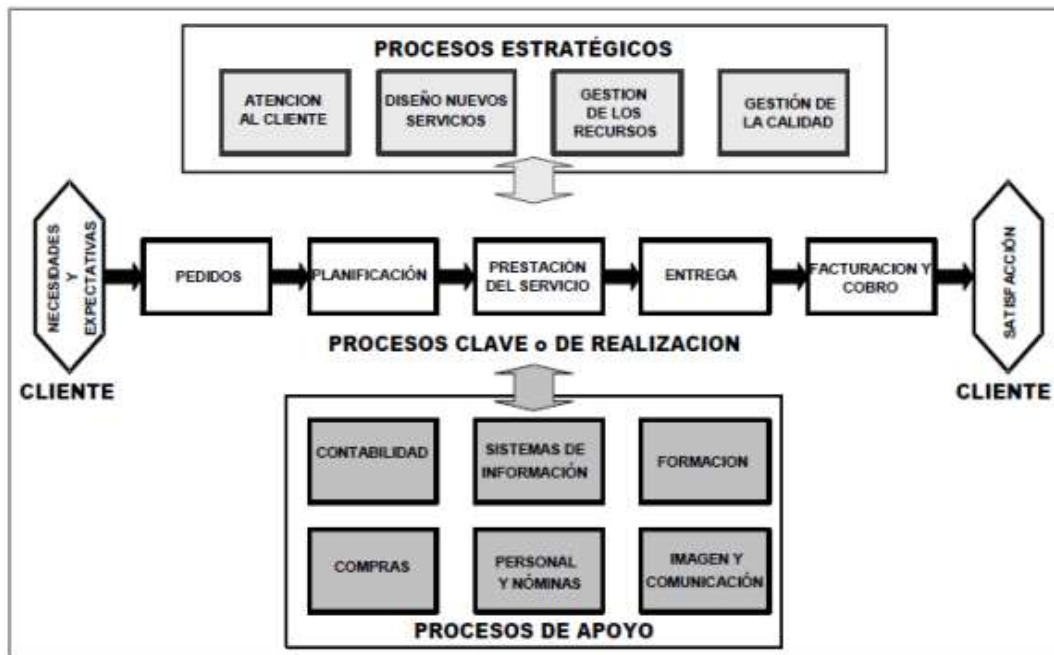 PROCESOS ESTRATÉGICOS
ATENCION
AL CLIENTE
DISEÑO NUEVOS
SERVICIOS
GESTION
DE LOS
RECURSOS
GESTIÓN DE
LA CALIDAD
NECESIDADES
Y
EXPECTATIVAS
CLIENTE
PEDIDOS
PLANIFICACIÓN
PRESTACIÓN
DEL SERVICIO
ENTREGA
FACTURACION Y
COBRO
SATISFACCIÓN
CLIENTE
PROCESOS CLAVE o DE REALIZACION
CONTABILIDAD
SISTEMAS DE
INFORMACIÓN
FORMACION
COMPRAS
PERSONAL
Y NÓMINAS
IMAGEN Y
COMUNICACIÓN
PROCESOS DE APOYO